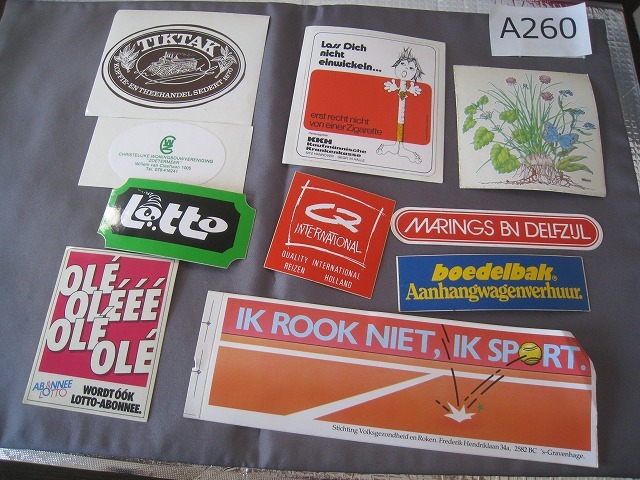 A260
TIKTAK
KOFFIE- EN THEEHANDEL SEDERT
Lass Dich
nicht
einwickeln...
erst recht nicht
von einer Zigarette
KKH
Kaufmännische
Krankenkasse
CHRISTELIJKE WONINGBOUWVERENIGING
"ZOETERMEER"
Lotto
INTERNATIONAL
QUALITY INTERNATIONAL
REIZEN HOLLAND
MARINGS BV DELFZIJL
boedelbak
Aanhangwagenverhuur.
OLÉ,
OLÉÉÉ
OLÉ
OLÉ
ABONNEE
LOTTO
WORDT ÓÓK
LOTTO-ABONNEE.
IK ROOK NIET, IK SPORT.
Stichting Volksgezondheid en Roken. Frederik Hendriklaan 34a, 2582 BC 's-Gravenhage.